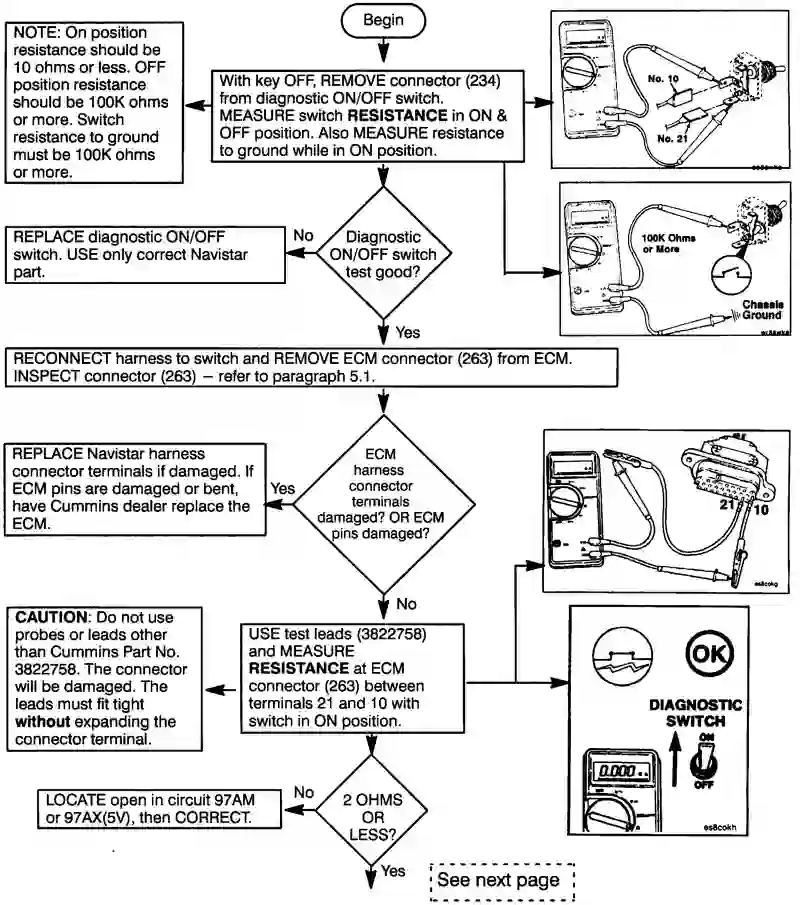 Begin
NOTE: On position
resistance should be
10 ohms or less. OFF
position resistance
should be 100K ohms
or more. Switch
resistance to ground
must be 100K ohms
or more.
With key OFF, REMOVE connector (234)
from diagnostic ON/OFF switch.
MEASURE switch RESISTANCE in ON &
OFF position. Also MEASURE resistance
to ground while in ON position.
No. 10
No. 21
REPLACE diagnostic ON/OFF
switch. USE only correct Navistar
part.
No
Diagnostic
ON/OFF switch
test good?
100K Ohms
or More
Chassis
Ground
Yes
RECONNECT harness to switch and REMOVE ECM connector (263) from ECM.
INSPECT connector (263) – refer to paragraph 5.1.
REPLACE Navistar harness
connector terminals if damaged. If
ECM pins are damaged or bent,
have Cummins dealer replace the
ECM.
Yes
ECM
harness
connector
terminals
damaged? OR ECM
pins damaged?
21 10
es8cokg
No
CAUTION: Do not use
probes or leads other
than Cummins Part No.
3822758. The connector
will be damaged. The
leads must fit tight
without expanding the
connector terminal.
USE test leads (3822758)
and MEASURE
RESISTANCE at ECM
connector (263) between
terminals 21 and 10 with
switch in ON position.
OK
DIAGNOSTIC
SWITCH
ON
OFF
0.000
es8cokh
LOCATE open in circuit 97AM
or 97AX(5V), then CORRECT.
No
2 OHMS
OR
LESS?
Yes
See next page